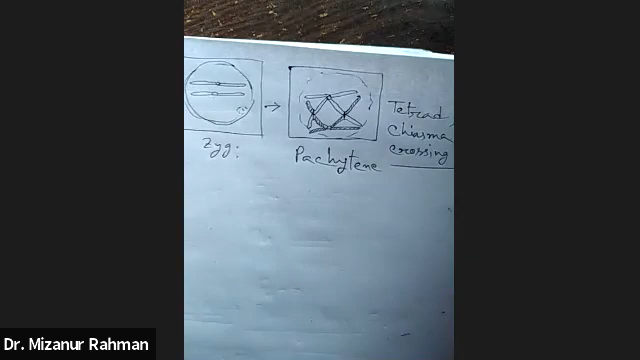 Zyg:
Pachytene
Tetrad,
Chiasma
crossing
Dr. Mizanur Rahman